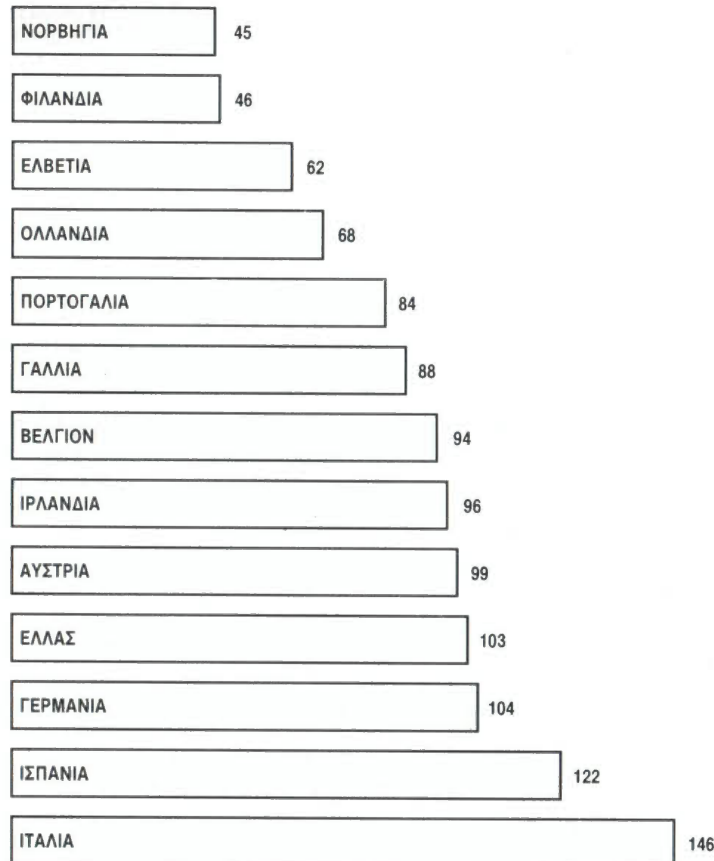 ΝΟΡΒΗΓΙΑ 45
ΦΙΛΑΝΔΙΑ 46
ΕΛΒΕΤΙΑ 62
ΟΛΛΑΝΔΙΑ 68
ΠΟΡΤΟΓΑΛΙΑ 84
ΓΑΛΛΙΑ 88
ΒΕΛΓΙΟΝ 94
ΙΡΛΑΝΔΙΑ 96
ΑΥΣΤΡΙΑ 99
ΕΛΛΑΣ 103
ΓΕΡΜΑΝΙΑ 104
ΙΣΠΑΝΙΑ 122
ΙΤΑΛΙΑ 146